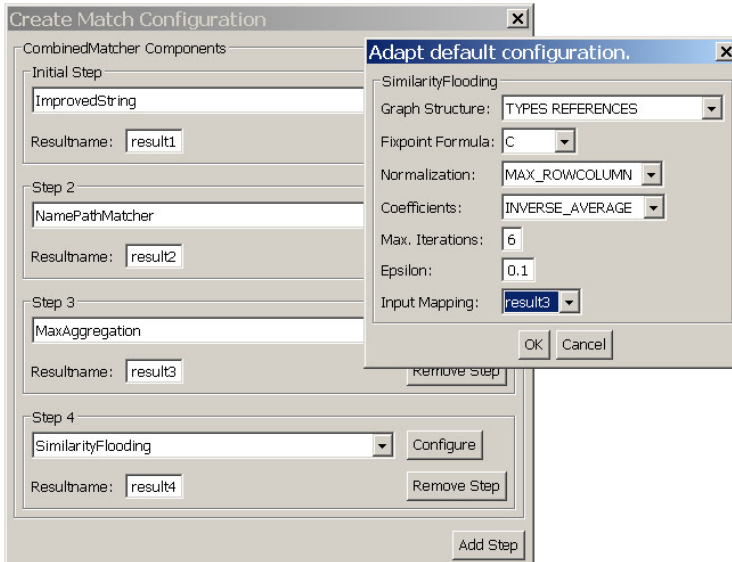 Create Match Configuration
CombinedMatcher Components
Initial Step
ImprovedString
Resultname: result1
Step 2
NamePathMatcher
Resultname: result2
Step 3
MaxAggregation
Resultname: result3
Remove Step
Step 4
SimilarityFlooding
Configure
Resultname: result4
Remove Step
Add Step
Adapt default configuration.
SimilarityFlooding
Graph Structure: TYPES REFERENCES
Fixpoint Formula: C
Normalization: MAX_ROWCOLUMN
Coefficients: INVERSE_AVERAGE
Max. Iterations: 6
Epsilon: 0.1
Input Mapping: result3
OK Cancel